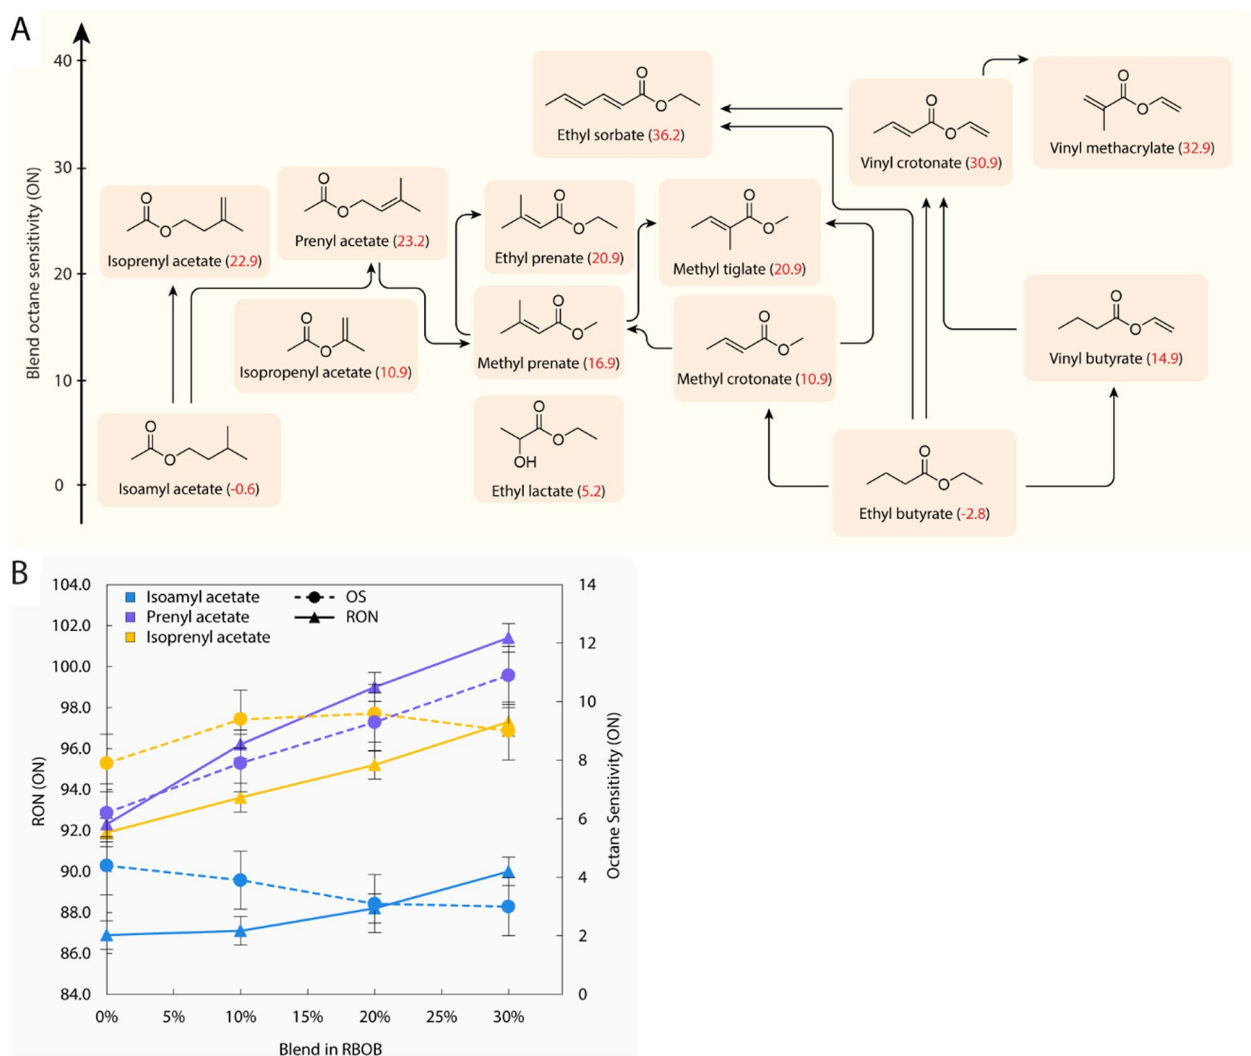 A
Blend octane sensitivity (ON)
40
30
20
10
0
O
O
Ethyl sorbate (36.2)
O
O
Vinyl crotonate (30.9)
O
O
Vinyl methacrylate (32.9)
O
O
Isoprenyl acetate (22.9)
O
O
Prenyl acetate (23.2)
O
O
Ethyl prenate (20.9)
O
O
Methyl tiglate (20.9)
O
O
Isopropenyl acetate (10.9)
O
O
Methyl prenate (16.9)
O
O
Methyl crotonate (10.9)
O
O
Vinyl butyrate (14.9)
O
O
Isoamyl acetate (-0.6)
O
O
OH
Ethyl lactate (5.2)
O
O
Ethyl butyrate (-2.8)
B
RON (ON)
104.0
102.0
100.0
98.0
96.0
94.0
92.0
90.0
88.0
86.0
84.0
Isoamyl acetate
Prenyl acetate
Isoprenyl acetate
OS
RON
14
12
10
8
6
4
2
0
Octane Sensitivity (ON)
0% 5% 10% 15% 20% 25% 30%
Blend in RBOB